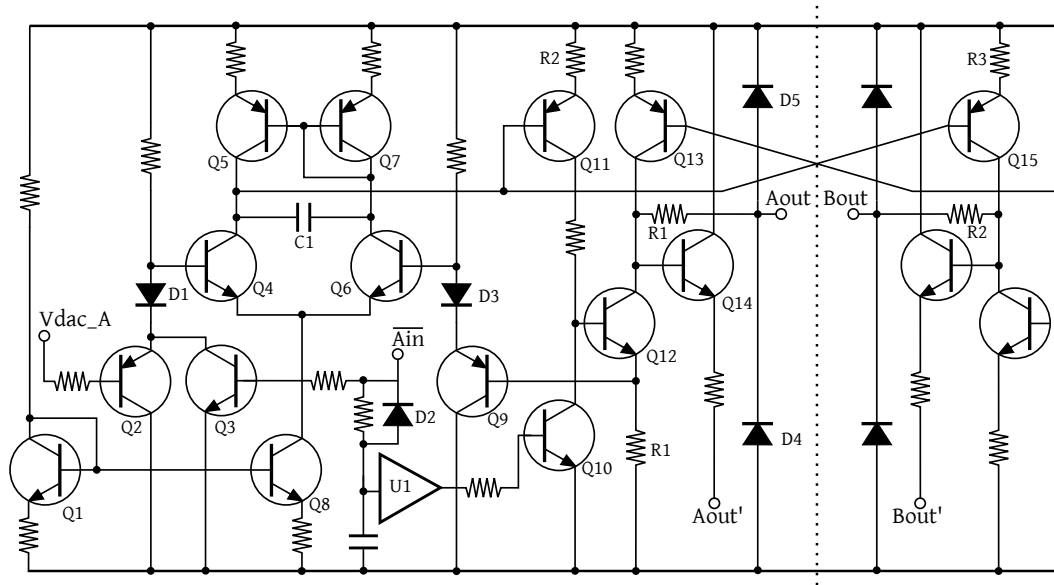 R2
R3
D5
Q5
Q7
Q11
Q13
Q15
Aout
Bout
R1
R2
C1
Q4
Q6
Q14
D1
D3
Vdac_A
Ain
Q12
D2
Q2
Q3
Q9
R1
D4
U1
Q10
Q1
Q8
Aout'
Bout'